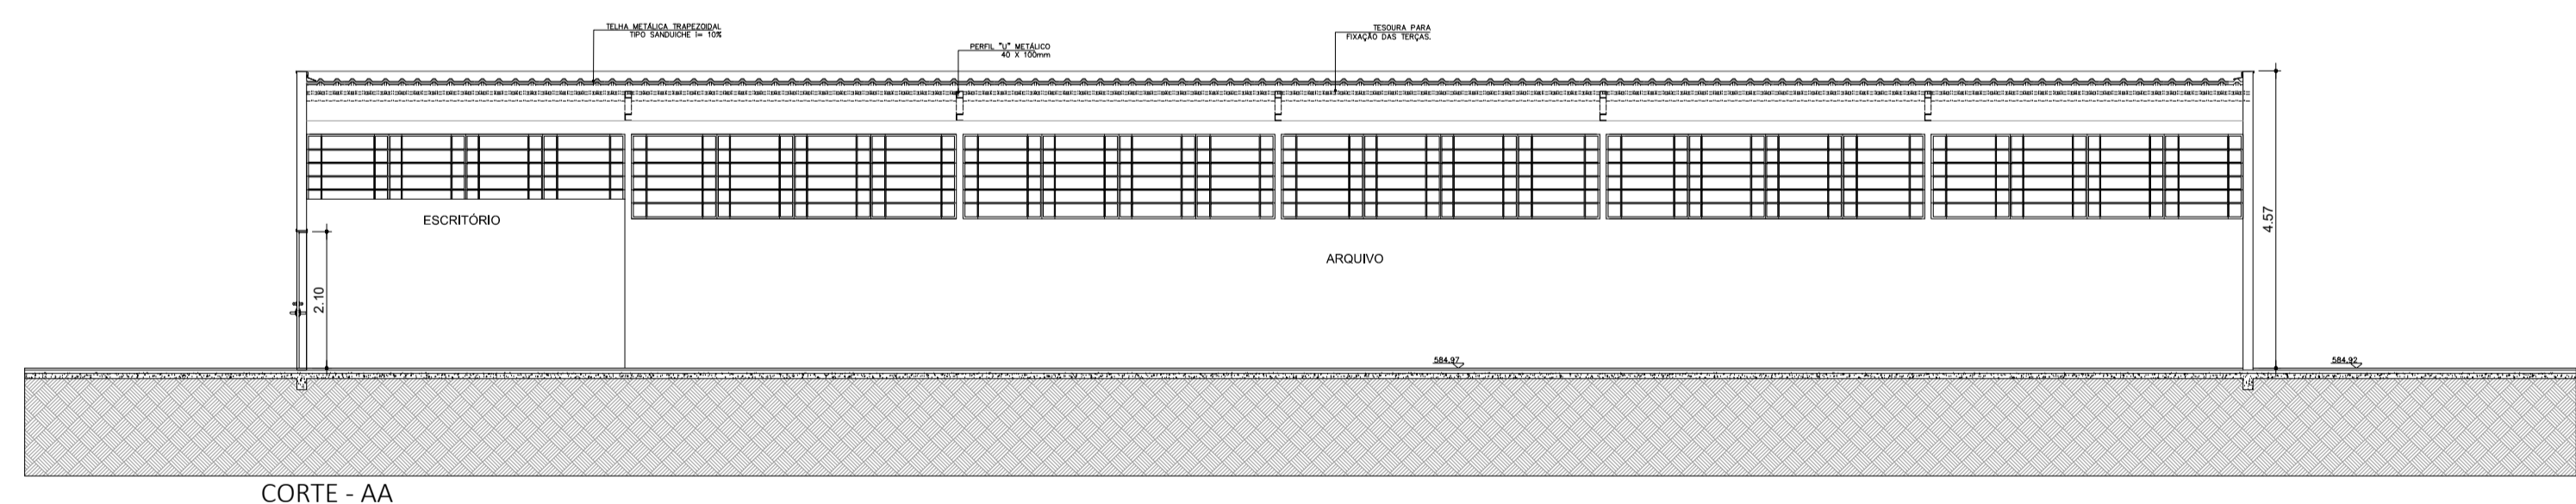 TELHA METÁLICA TRAPEZOIDAL
TIPO SANDUICHE I= 10%
PERFIL "U" METÁLICO
40 X 100mm
TESOURA PARA
FIXAÇÃO DAS TERÇAS.
ESCRITÓRIO
ARQUIVO
2.10
4.57
584.97
584.92
CORTE - AA